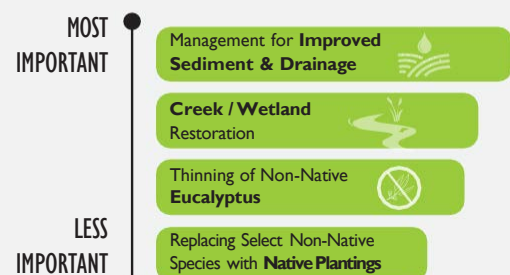 MOST
IMPORTANT
Management for Improved
Sediment & Drainage
Creek / Wetland
Restoration
Thinning of Non-Native
Eucalyptus
LESS
IMPORTANT
Replacing Select Non-Native
Species with Native Plantings